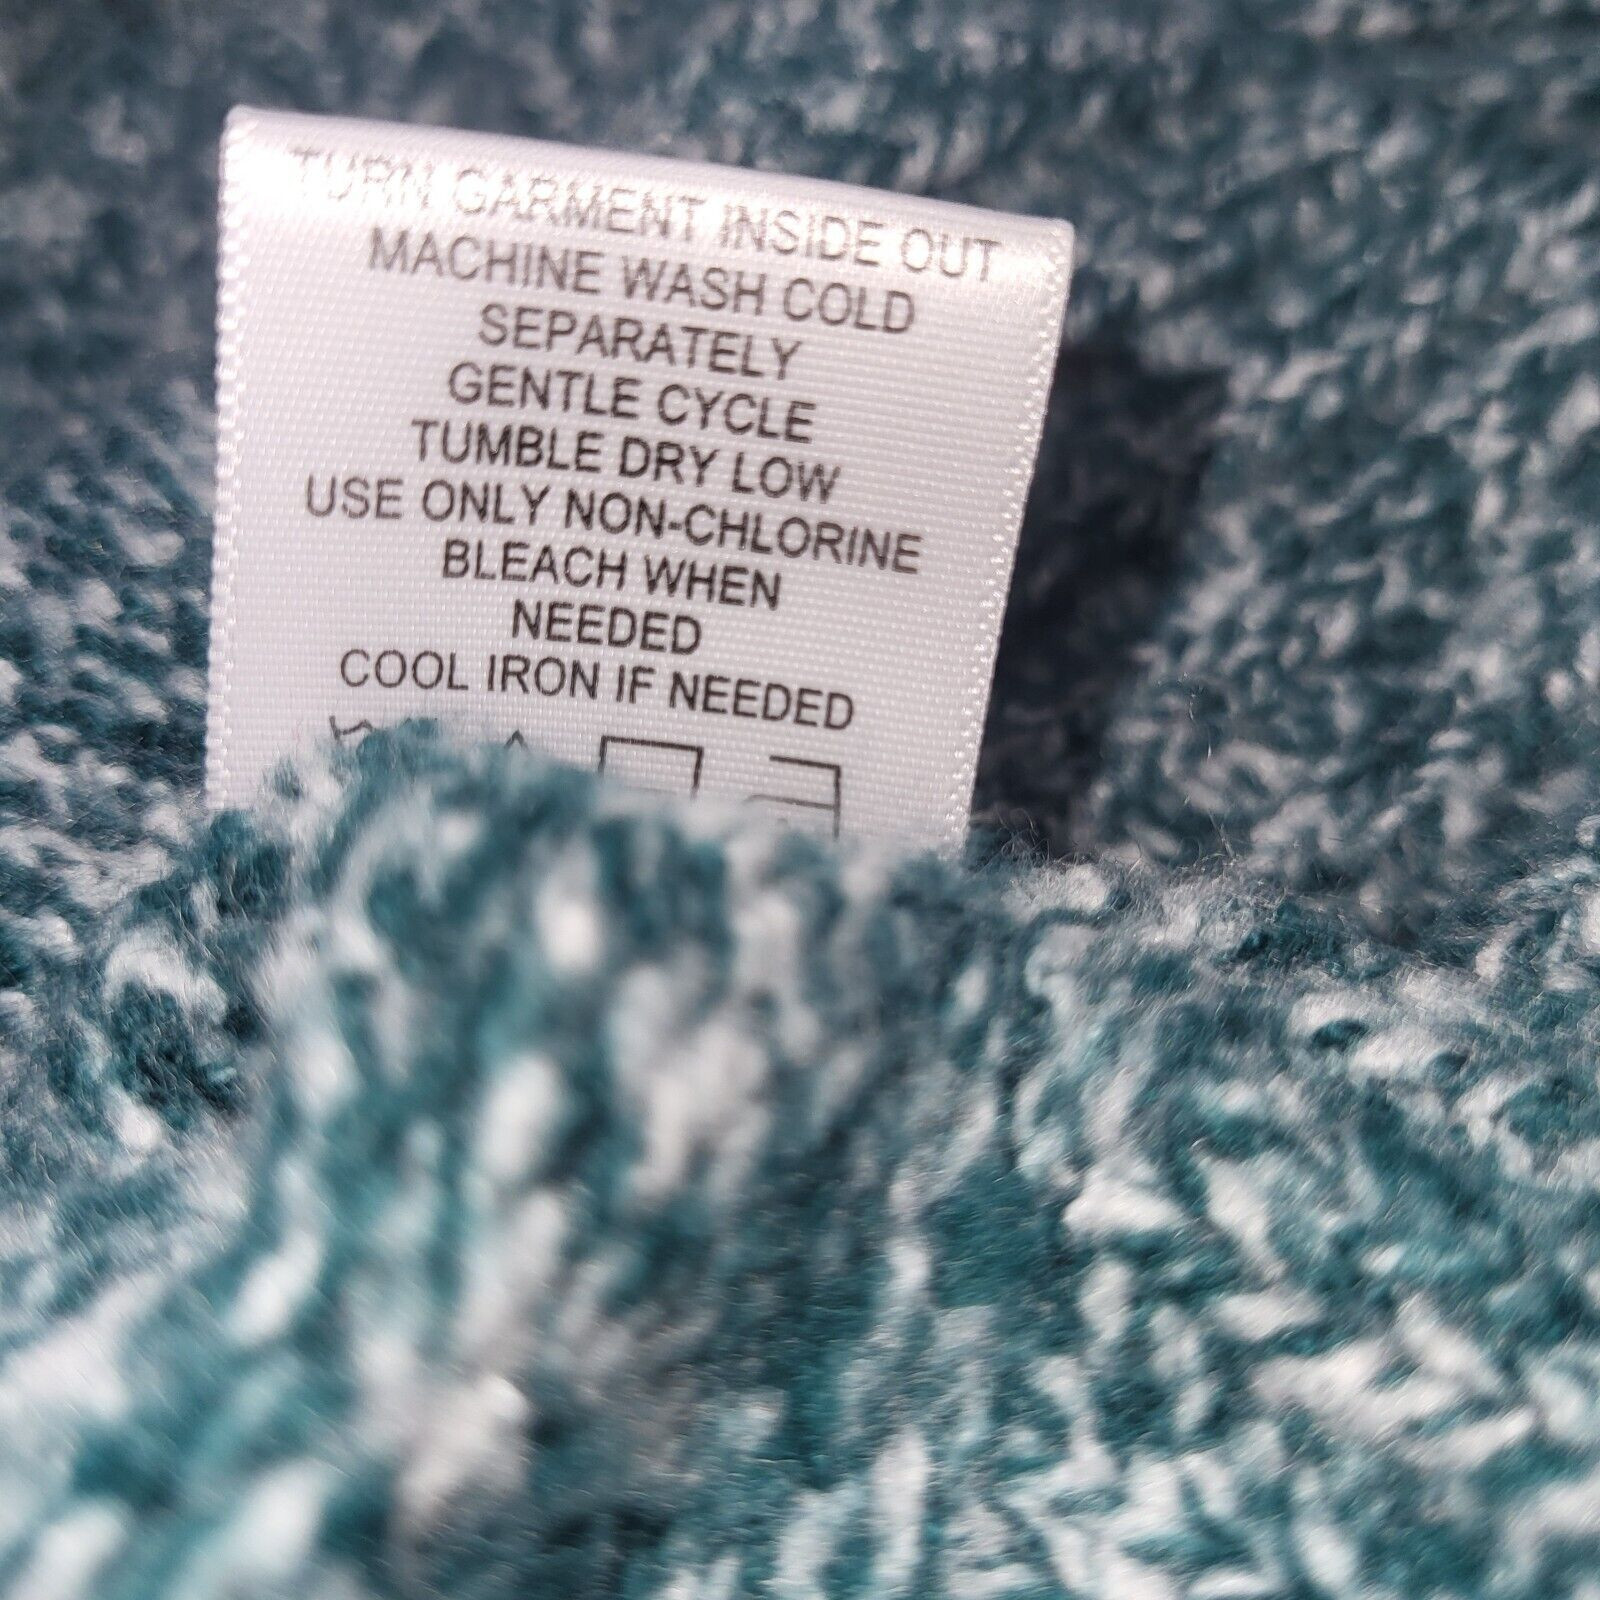 TURN GARMENT INSIDE OUT
MACHINE WASH COLD
SEPARATELY
GENTLE CYCLE
TUMBLE DRY LOW
USE ONLY NON-CHLORINE
BLEACH WHEN
NEEDED
COOL IRON IF NEEDED